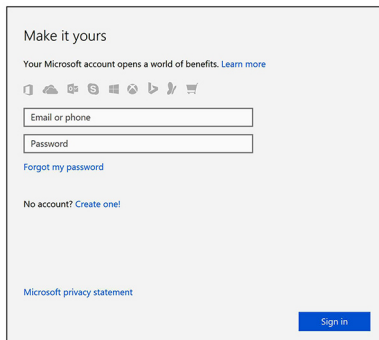 Make it yours
Your Microsoft account opens a world of benefits. Learn more
Email or phone
Password
Forgot my password
No account? Create one!
Microsoft privacy statement
Sign in